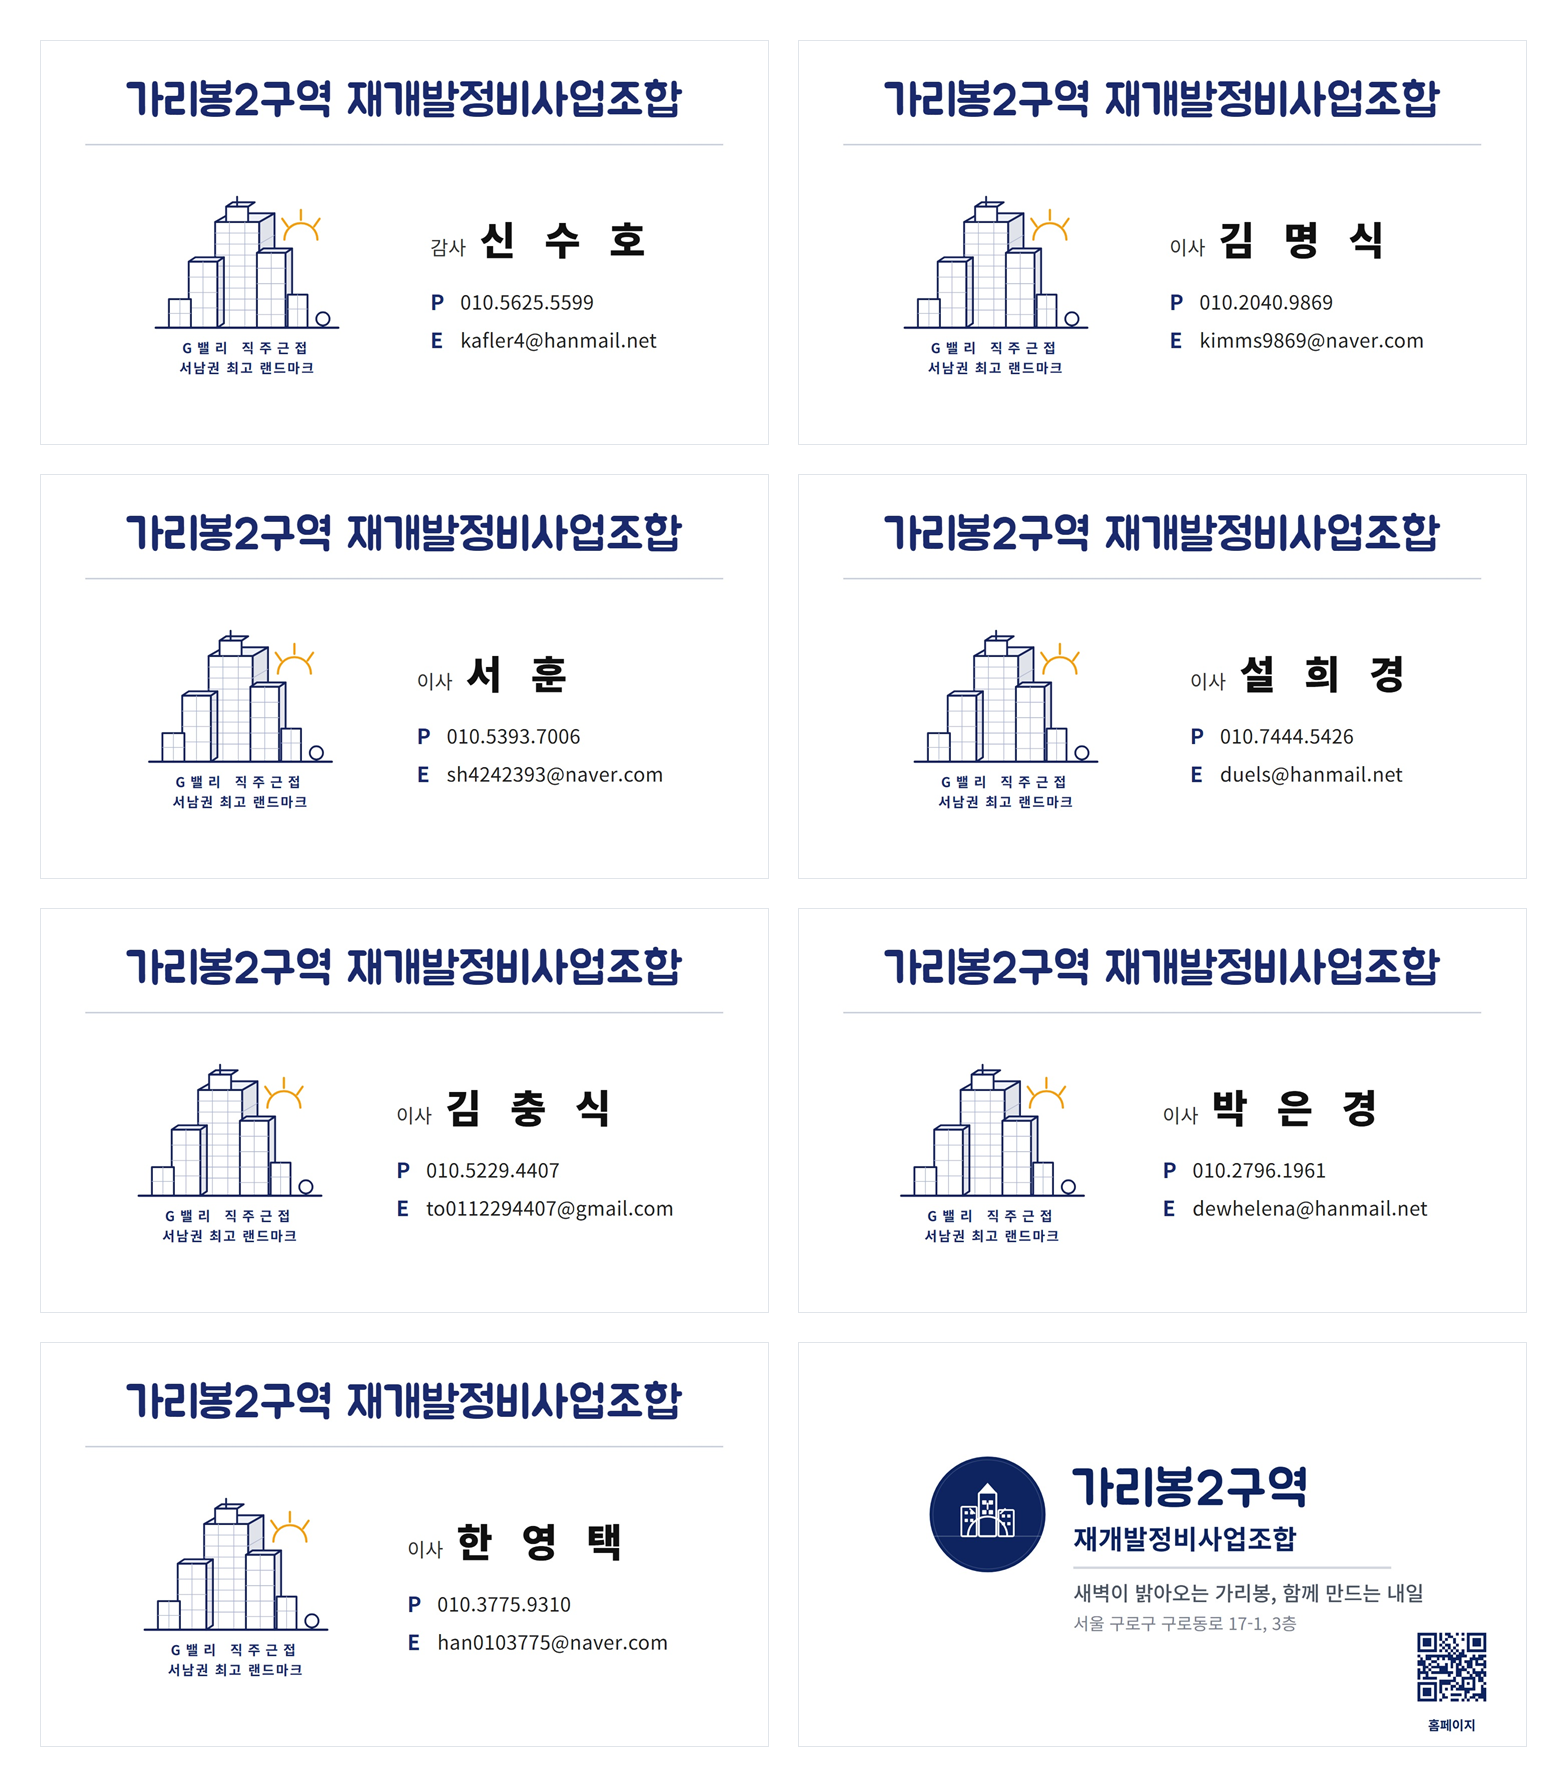 가리봉2구역 재개발정비사업조합
감사 신 수 호
P 010.5625.5599
E kafler4@hanmail.net
G밸리 직주근접
서남권 최고 랜드마크
가리봉2구역 재개발정비사업조합
이사 김 명 식
P 010.2040.9869
E kimms9869@naver.com
G밸리 직주근접
서남권 최고 랜드마크
가리봉2구역 재개발정비사업조합
이사 서 훈
P 010.5393.7006
E sh4242393@naver.com
G밸리 직주근접
서남권 최고 랜드마크
가리봉2구역 재개발정비사업조합
이사 설 희 경
P 010.7444.5426
E duels@hanmail.net
G밸리 직주근접
서남권 최고 랜드마크
가리봉2구역 재개발정비사업조합
이사 김 충 식
P 010.5229.4407
E to0112294407@gmail.com
G밸리 직주근접
서남권 최고 랜드마크
가리봉2구역 재개발정비사업조합
이사 박 은 경
P 010.2796.1961
E dewhelena@hanmail.net
G밸리 직주근접
서남권 최고 랜드마크
가리봉2구역 재개발정비사업조합
이사 한 영 택
P 010.3775.9310
E han0103775@naver.com
G밸리 직주근접
서남권 최고 랜드마크
가리봉2구역
재개발정비사업조합
새벽이 밝아오는 가리봉, 함께 만드는 내일
서울 구로구 구로동로 17-1, 3층
홈페이지